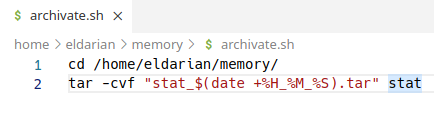 $ archivate.sh ×
home > eldarian > memory > $ archivate.sh
1 cd /home/eldarian/memory/
2 tar -cvf "stat_$(date +%H_%M_%S).tar" stat